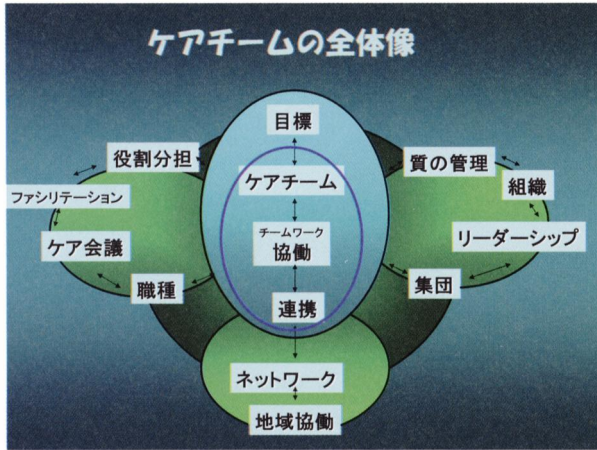 ケアチームの全体像
目標
役割分担
ケアチーム
質の管理
ファシリテーション
組織
チームワーク
協働
リーダーシップ
ケア会議
職種
集団
連携
ネットワーク
地域協働